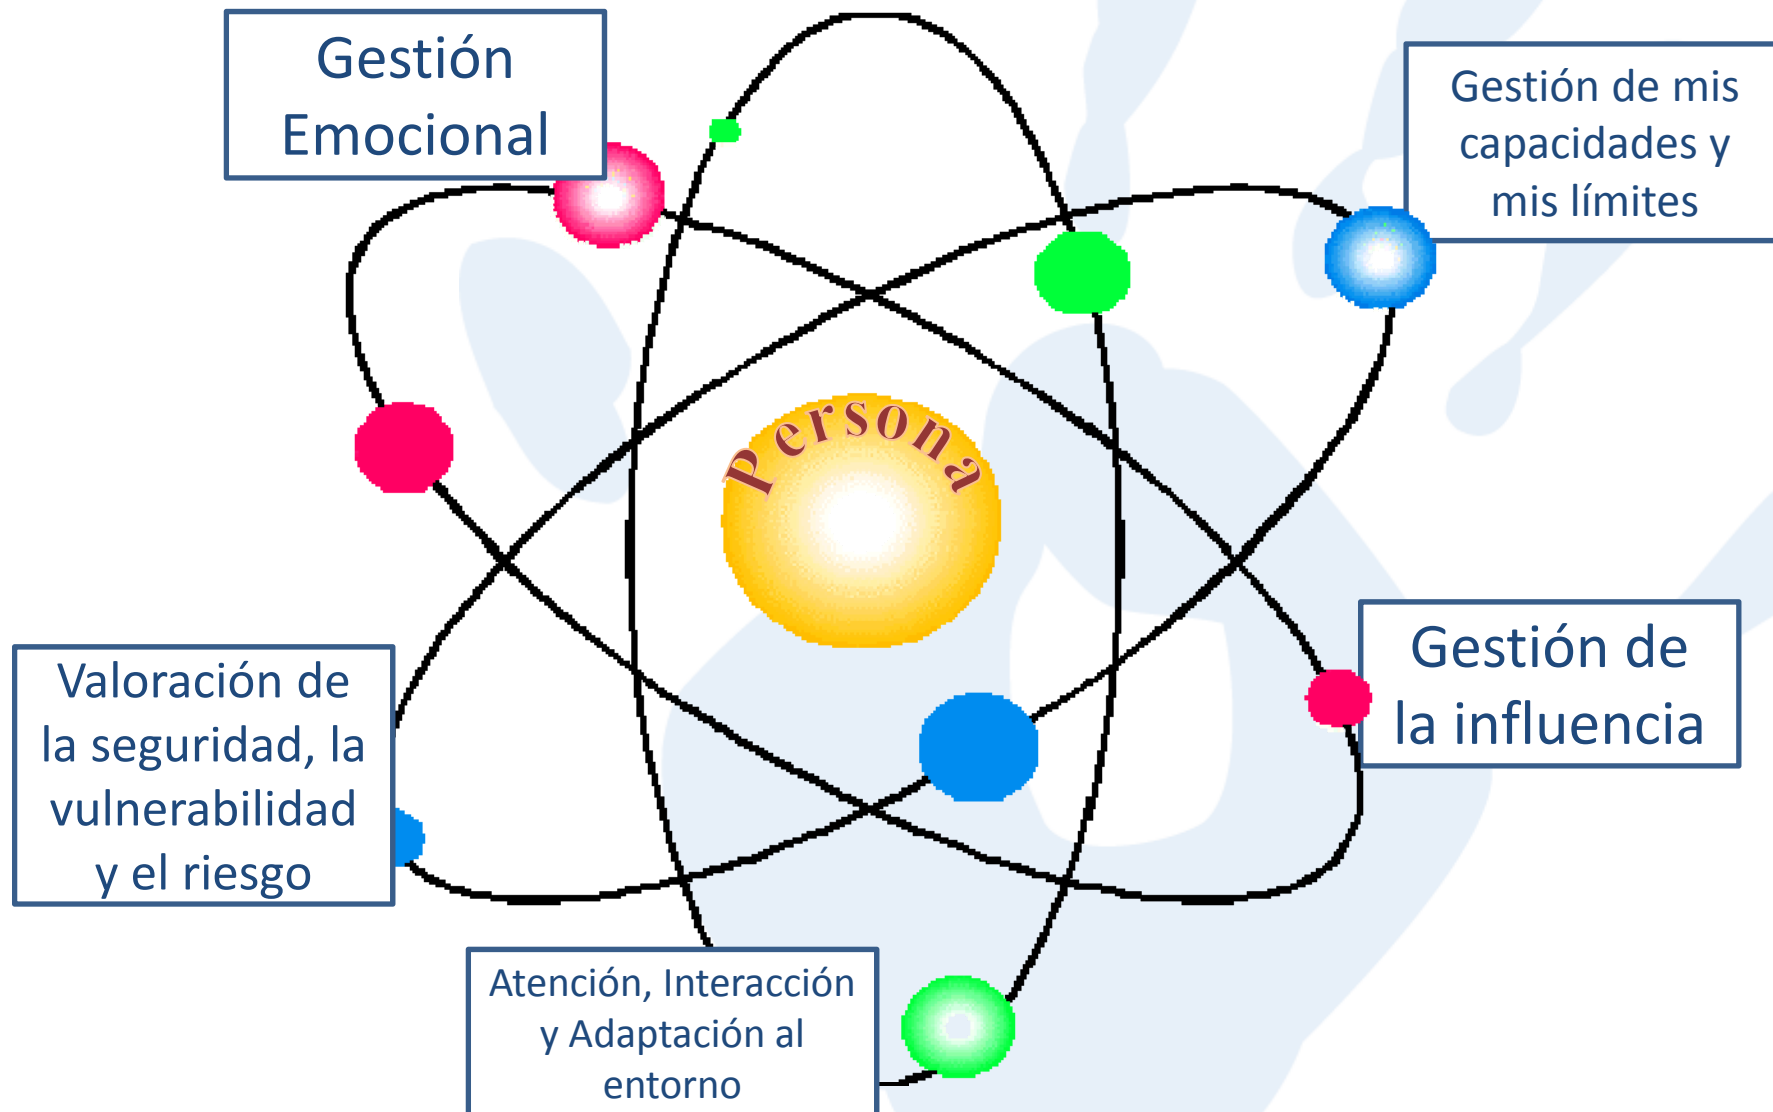 Gestión
Emocional
Gestión de mis
capacidades y
mis límites
Persona
Valoración de
la seguridad, la
vulnerabilidad
y el riesgo
Gestión de
la influencia
Atención, Interacción
y Adaptación al
entorno